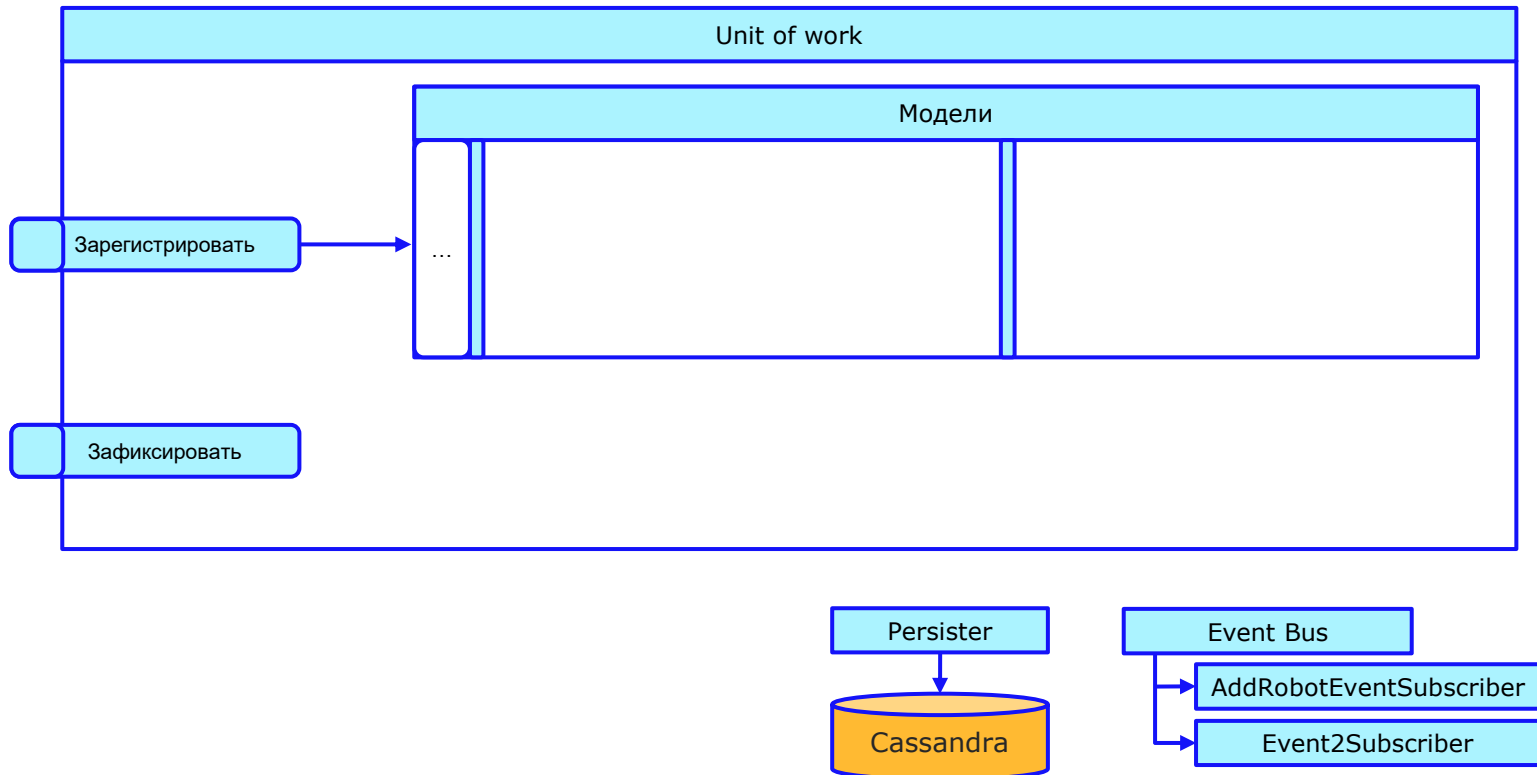 Unit of work
Модели
Зарегистрировать
...
Зафиксировать
Persister
Event Bus
AddRobotEventSubscriber
Cassandra
Event2Subscriber